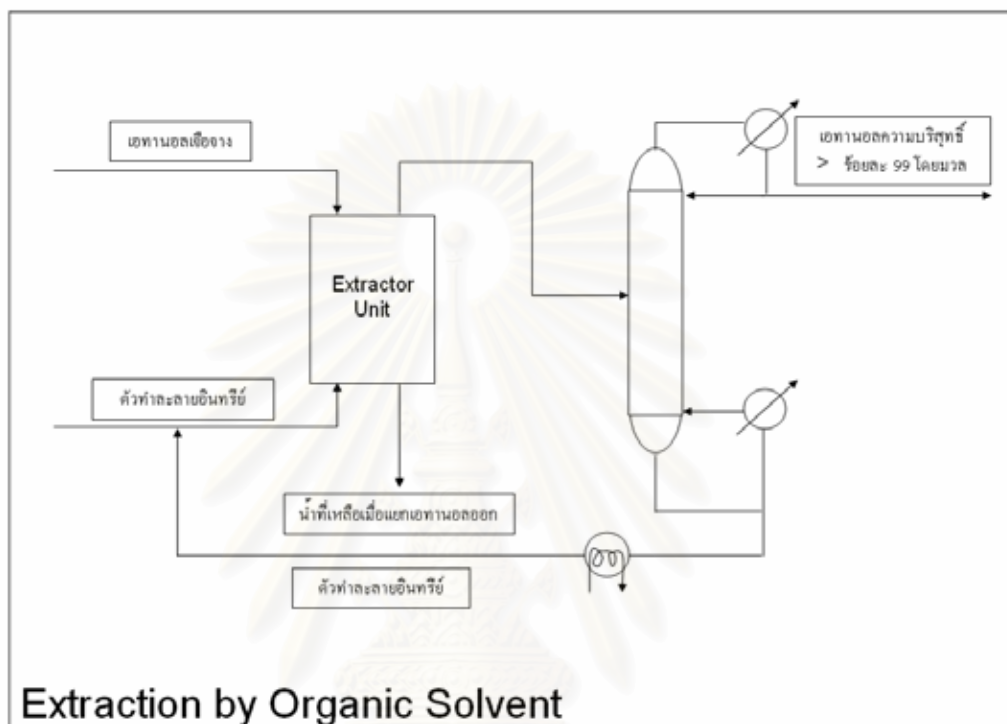 เอทานอลเจือจาง
เอทานอลความบริสุทธิ์
> ร้อยละ 99 โดยมวล
Extractor
Unit
ตัวทำละลายอินทรีย์
น้ำที่เหลือเมื่อแยกเอทานอลออก
ตัวทำละลายอินทรีย์
Extraction by Organic Solvent